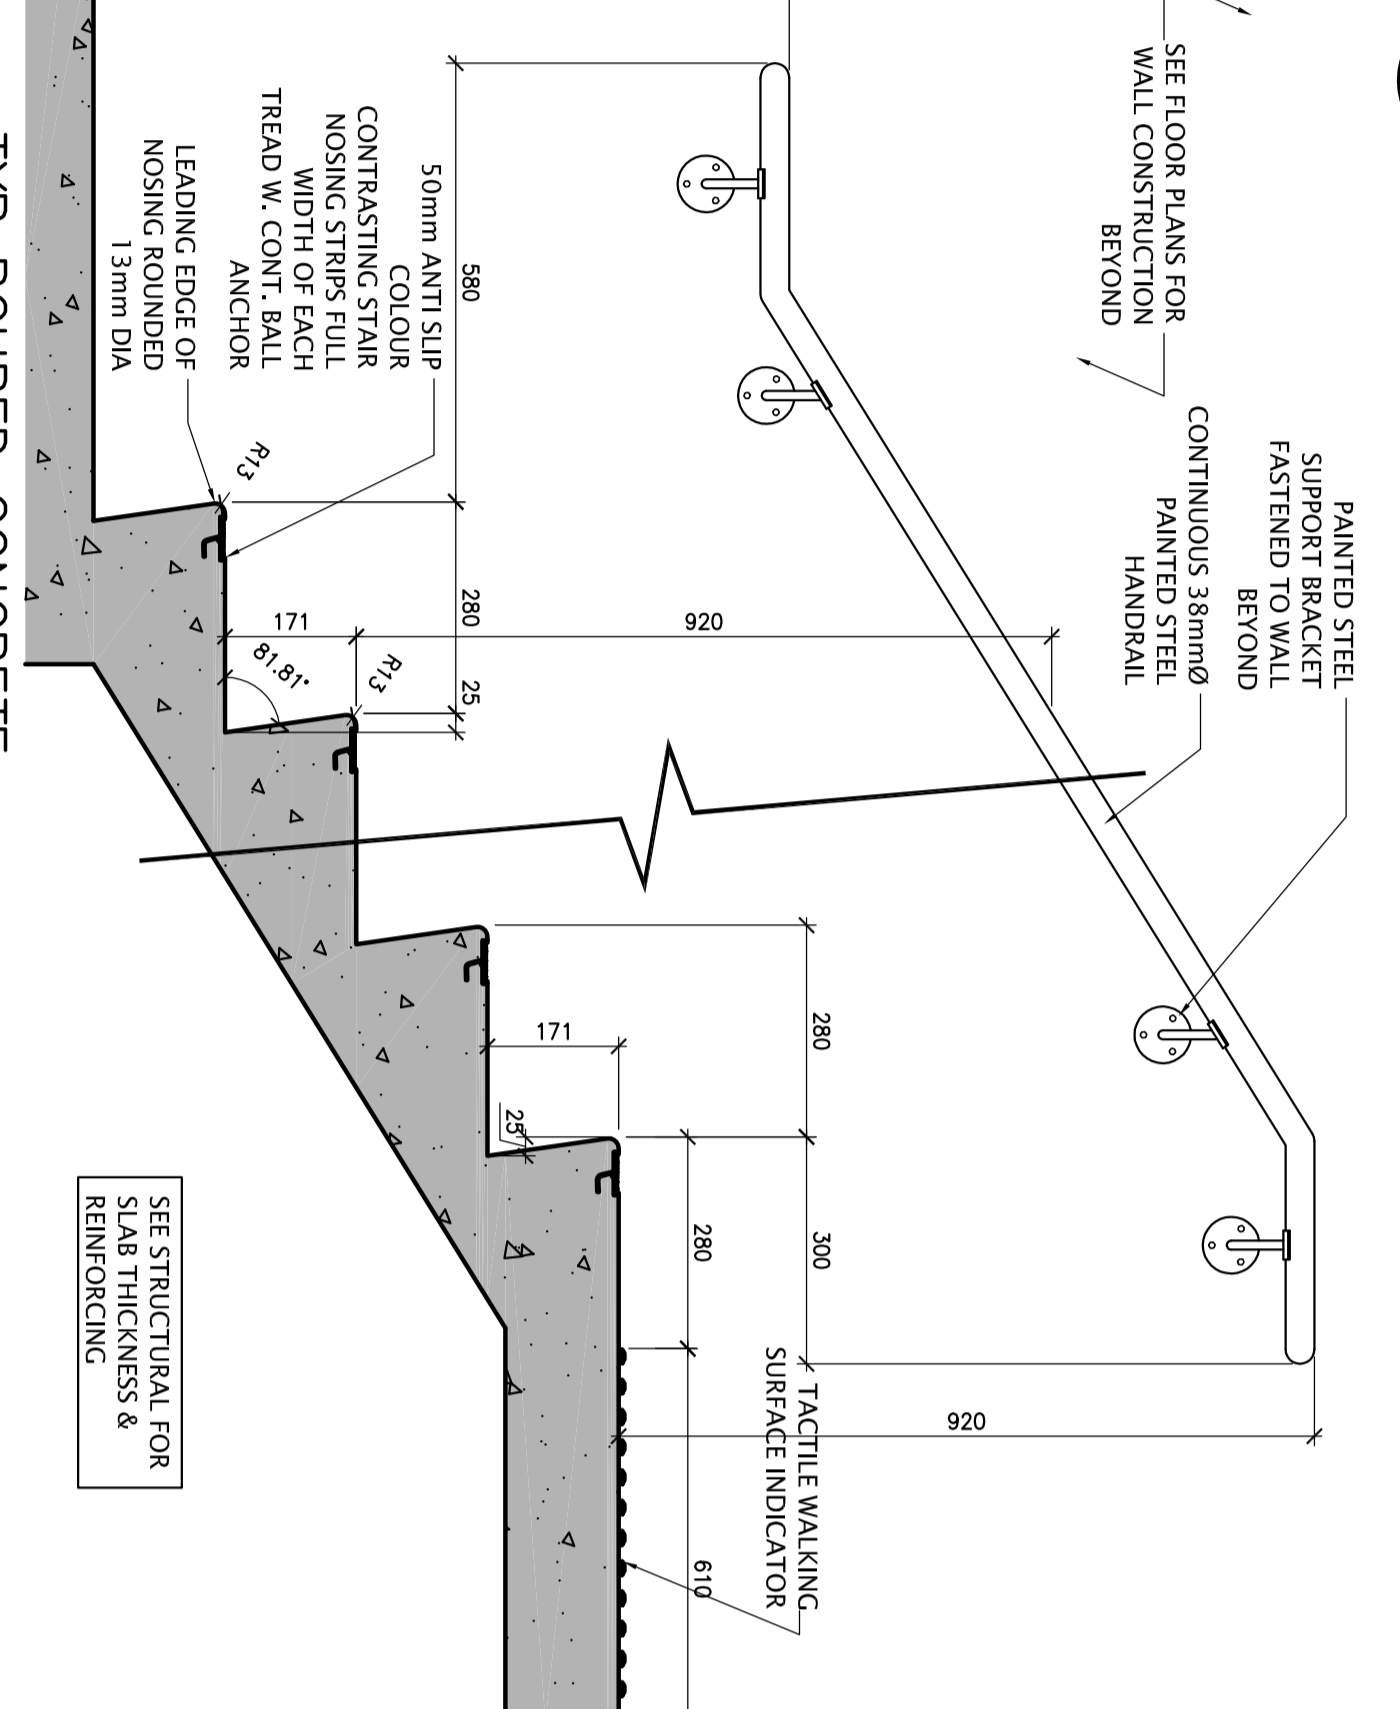 SEE FLOOR PLANS FOR
WALL CONSTRUCTION
BEYOND
PAINTED STEEL
SUPPORT BRACKET
FASTENED TO WALL
BEYOND
CONTINUOUS 38mmØ
PAINTED STEEL
HANDRAIL
50mm ANTI SLIP
COLOUR
CONTRASTING STAIR
NOSING STRIPS FULL
WIDTH OF EACH
TREAD W. CONT. BALL
ANCHOR
LEADING EDGE OF
NOSING ROUNDED
13mm DIA
580
280
25
920
171
R13
R13
81.81°
280
300
920
171
25
280
610
TACTILE WALKING
SURFACE INDICATOR
SEE STRUCTURAL FOR
SLAB THICKNESS &
REINFORCING
TYP. POURED CONCRETE